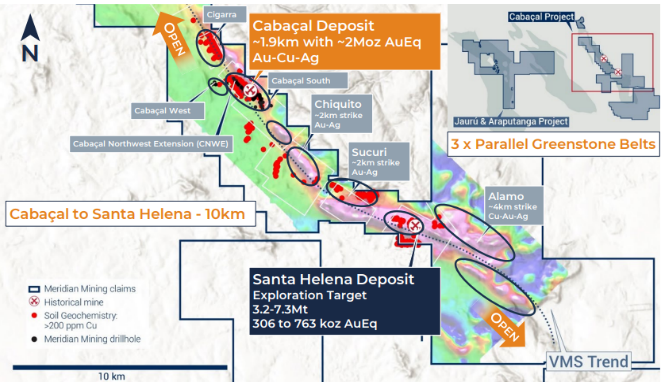 N
OPEN
Cigarra
Cabaçal Deposit
~1.9km with ~2Moz AuEq
Au-Cu-Ag
Cabaçal South
Cabaçal West
Cabaçal Northwest Extension (CNWE)
Chiquito
~2km strike
Au-Ag
Sucuri
~2km strike
Au-Ag
Alamo
~4km strike
Cu-Au-Ag
Cabaçal Project
Jaurú & Araputanga Project
3 x Parallel Greenstone Belts
Cabaçal to Santa Helena - 10km
Santa Helena Deposit
Exploration Target
3.2-7.3Mt
306 to 763 koz AuEq
OPEN
VMS Trend
Meridian Mining claims
Historical mine
Soil Geochemistry:
>200 ppm Cu
Meridian Mining drillhole
10 km